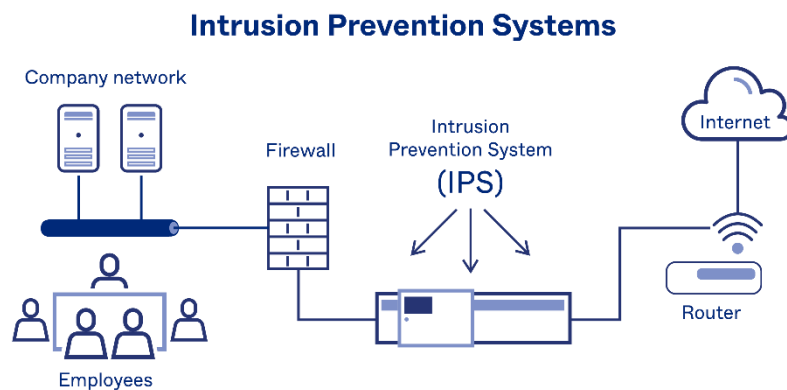 Intrusion Prevention Systems
Company network
Firewall
Intrusion
Prevention System
(IPS)
Internet
Router
Employees